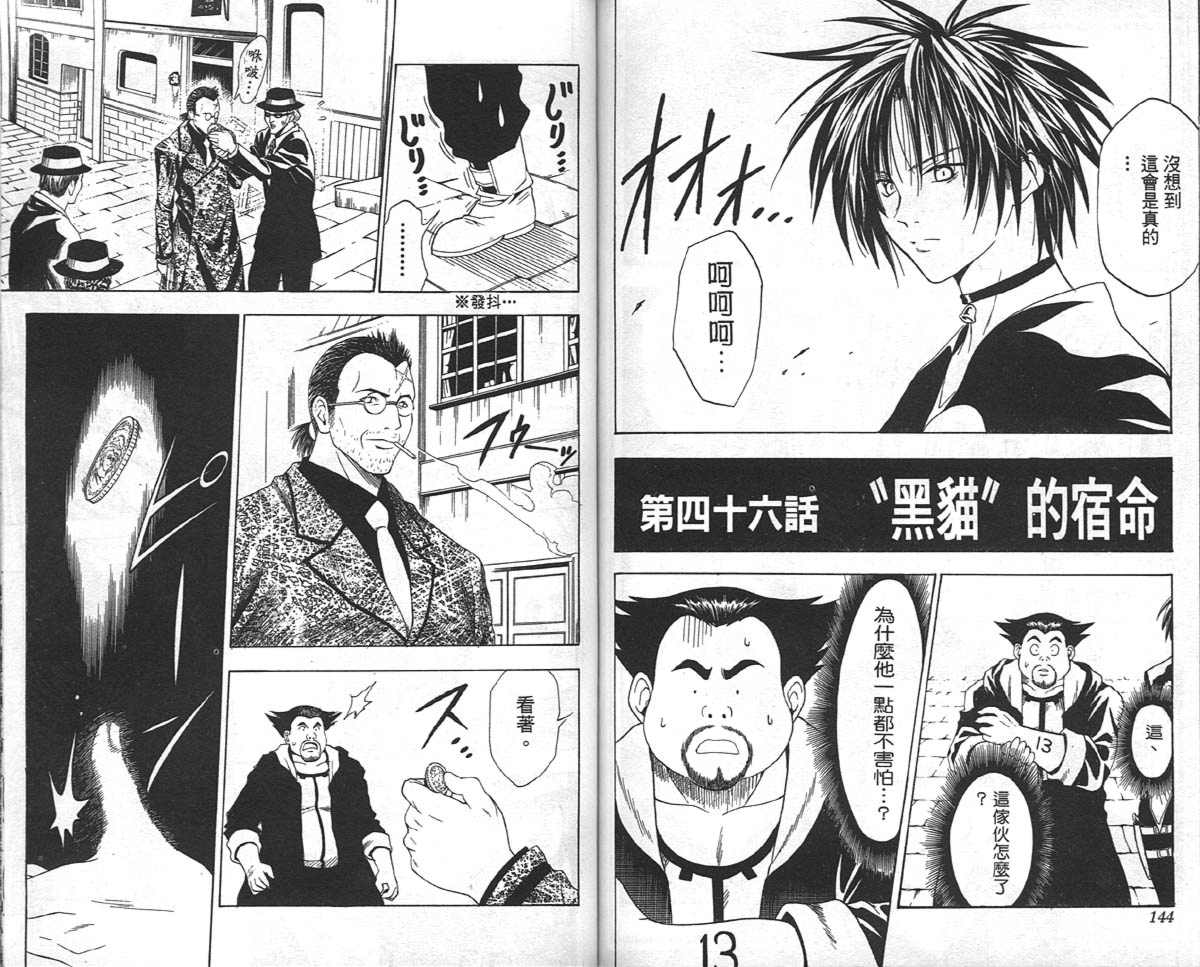 沒想到
這會是真的
…
オオオ…
呵呵呵…
第四十六話 〝黑貓〞的宿命
這、
這傢伙怎麼了
？
13
為什麼他一點都不害怕…？
13
144
じり…
じり…
………
※發抖…
咻啵…
フゥーッ
看著。
ス…
ピン